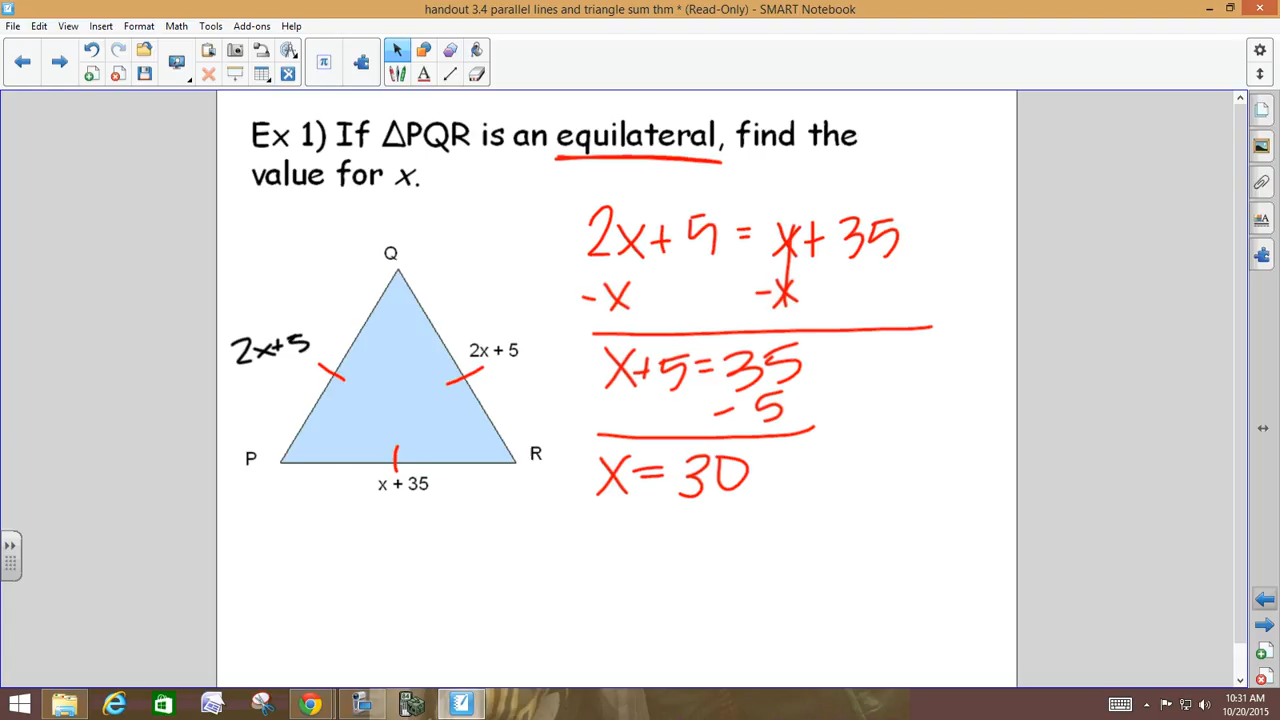 handout 3.4 parallel lines and triangle sum thm * (Read-Only) - SMART Notebook
File Edit View Insert Format Math Tools Add-ons Help
Ex 1) If ΔPQR is an equilateral, find the
value for x.
2x + 5 = x + 35
-x -x
x + 5 = 35
- 5
x = 30
Q
2x+5
2x + 5
P
R
x + 35
10:31 AM
10/20/2015